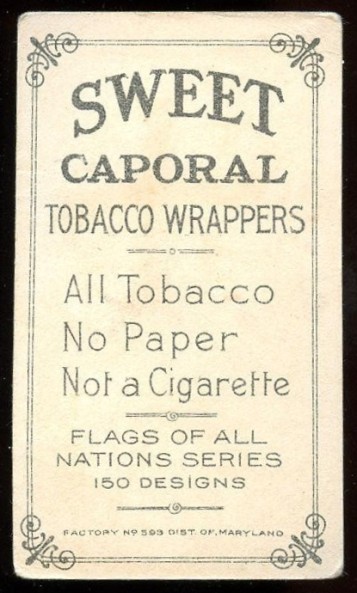 SWEET
CAPORAL
TOBACCO WRAPPERS
All Tobacco
No Paper
Not a Cigarette
FLAGS OF ALL
NATIONS SERIES
150 DESIGNS
FACTORY Nº 593 DIST. OF. MARYLAND